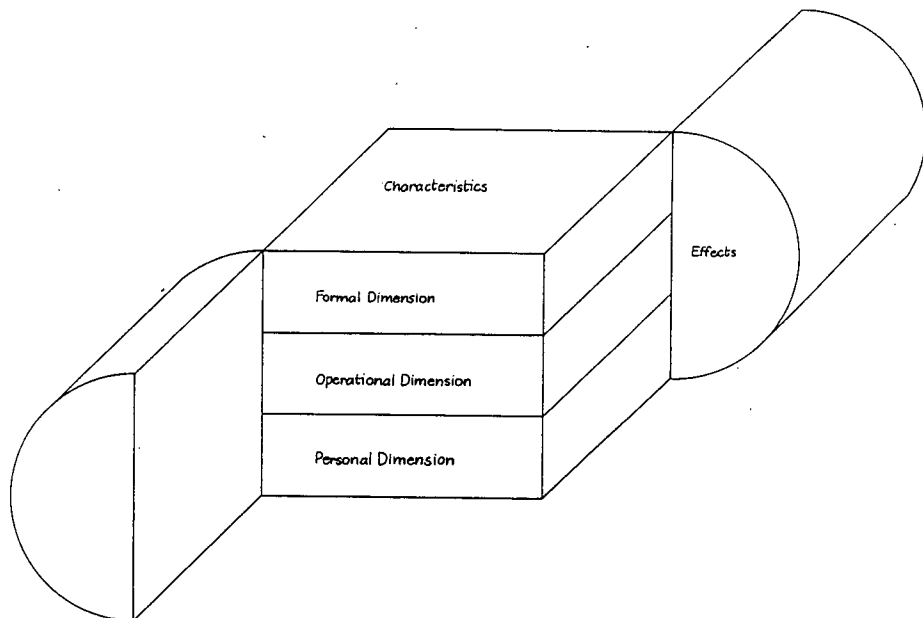 Characteristics
Effects
Formal Dimension
Operational Dimension
Personal Dimension